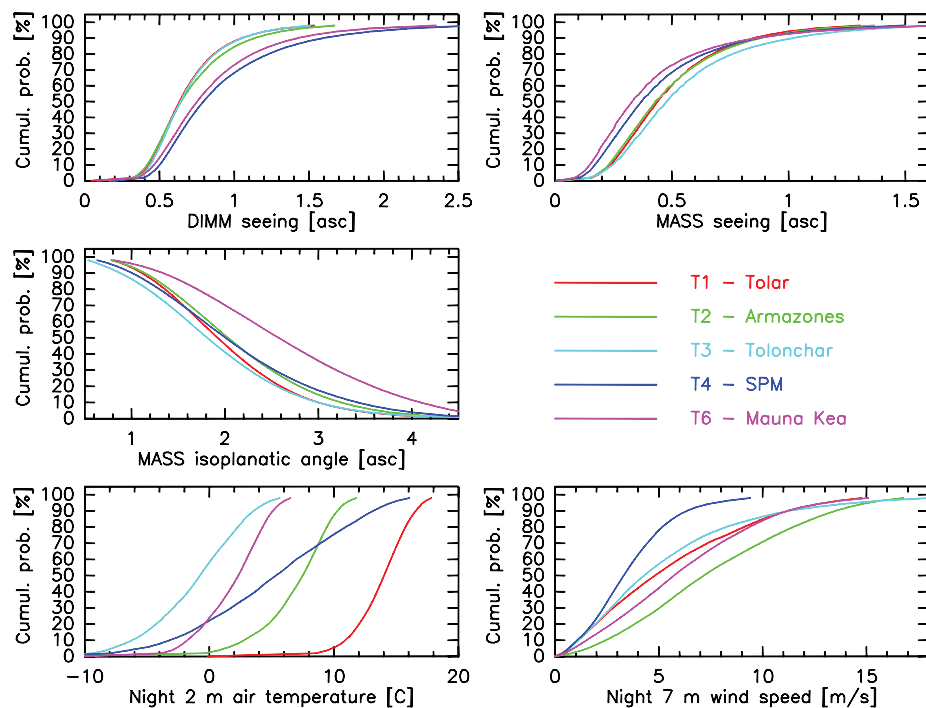 Cumul. prob. [%]
100
90
80
70
60
50
40
30
20
10
0
0 0.5 1 1.5 2 2.5
DIMM seeing [asc]
Cumul. prob. [%]
100
90
80
70
60
50
40
30
20
10
0
0 0.5 1 1.5
MASS seeing [asc]
Cumul. prob. [%]
100
90
80
70
60
50
40
30
20
10
0
1 2 3 4
MASS isoplanatic angle [asc]
T1 – Tolar
T2 – Armazones
T3 – Tolonchar
T4 – SPM
T6 – Mauna Kea
Cumul. prob. [%]
100
90
80
70
60
50
40
30
20
10
0
−10 0 10 20
Night 2 m air temperature [C]
Cumul. prob. [%]
100
90
80
70
60
50
40
30
20
10
0
0 5 10 15
Night 7 m wind speed [m/s]